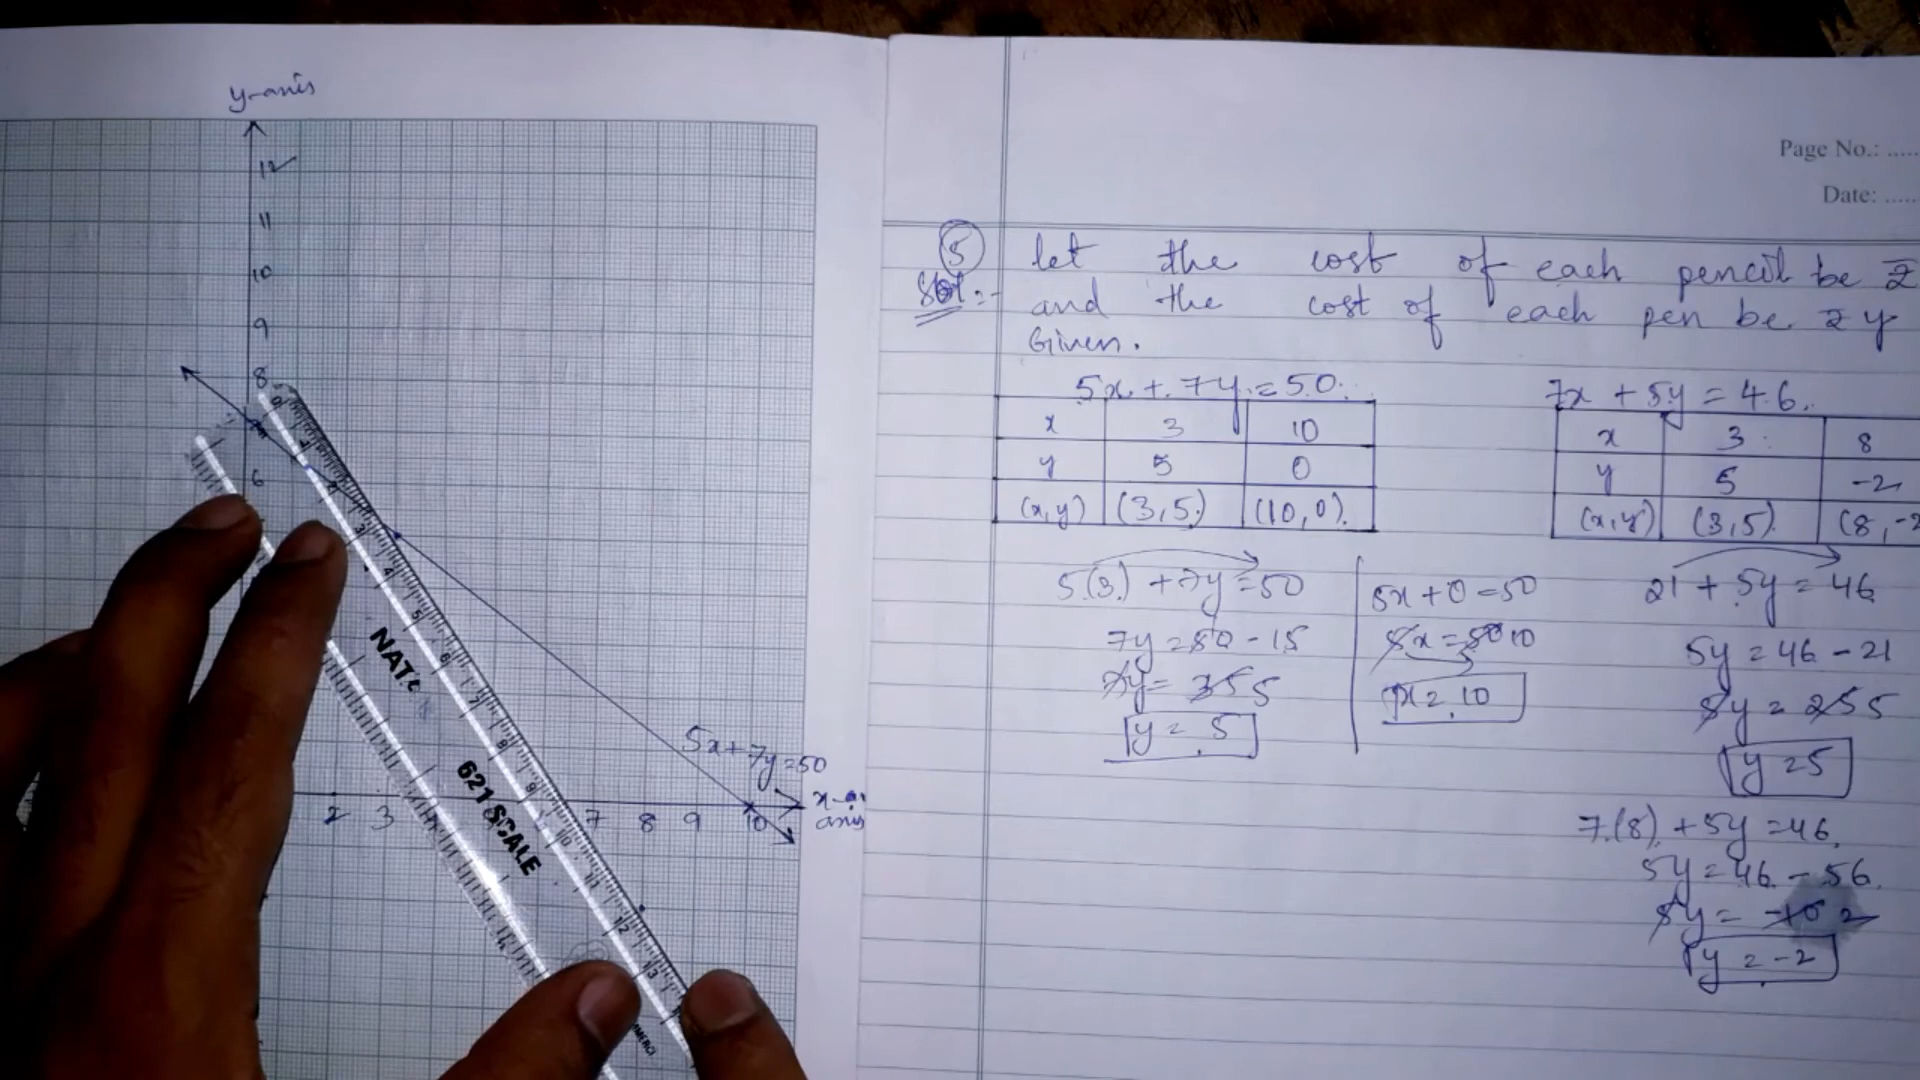 y-axis
12
11
10
9
8
6
NAT
621 SCALE
5x+7y=50
x-a
axis
2 3 7 8 9 10
Page No.: .....
Date: .....
5 let the cost of each pencil be ₹
Sol:- and the cost of each pen be ₹ y
Given.
5x + 7y = 50
x 3 10
y 5 0
(x,y) (3,5) (10,0)
5(3) + 7y = 50
7y = 50 - 15
7y = 35 5
y = 5
5x + 0 = 50
5x = 50 10
x = 10
7x + 5y = 46
x 3 8
y 5 -2
(x,y) (3,5) (8,-2
21 + 5y = 46
5y = 46 - 21
5y = 25 5
y = 5
7(8) + 5y = 46
5y = 46 - 56
5y = -10 2
y = -2